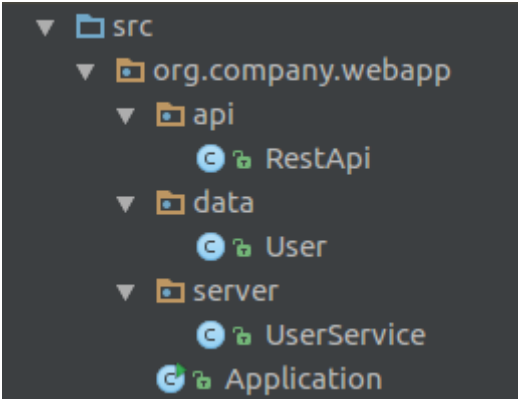 src
org.company.webapp
api
RestApi
data
User
server
UserService
Application